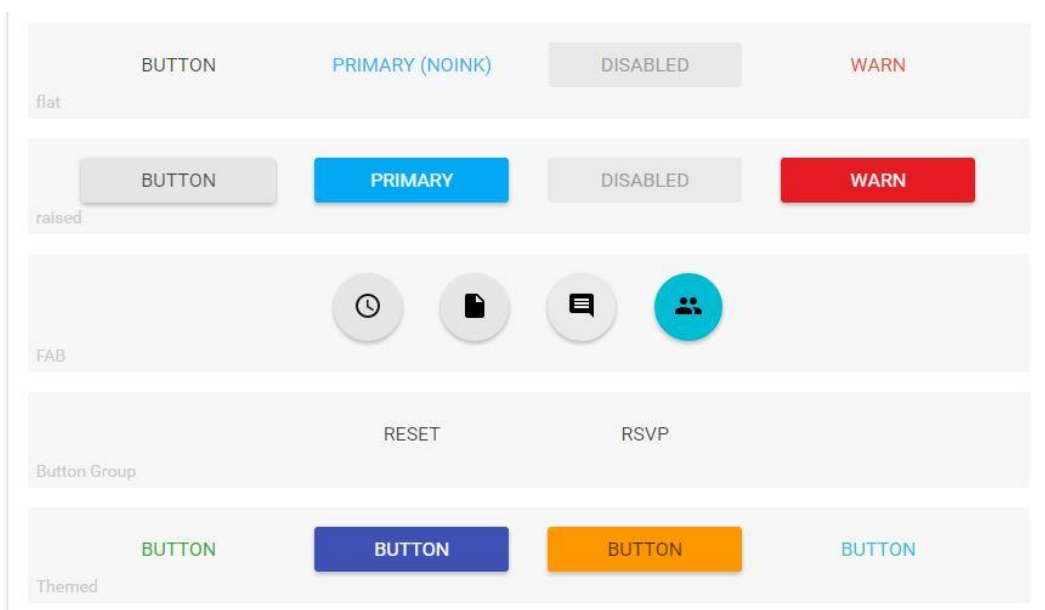 BUTTON PRIMARY (NOINK) DISABLED WARN
flat
BUTTON PRIMARY DISABLED WARN
raised
FAB
RESET RSVP
Button Group
BUTTON BUTTON BUTTON BUTTON
Themed